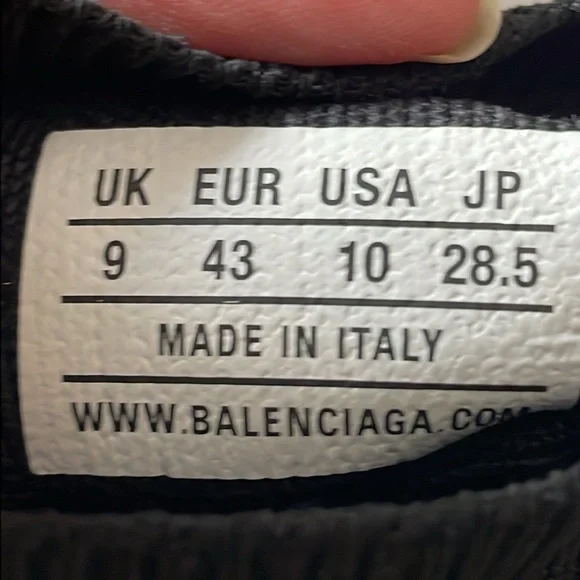 UK EUR USA JP
9 43 10 28.5
MADE IN ITALY
WWW.BALENCIAGA.COM